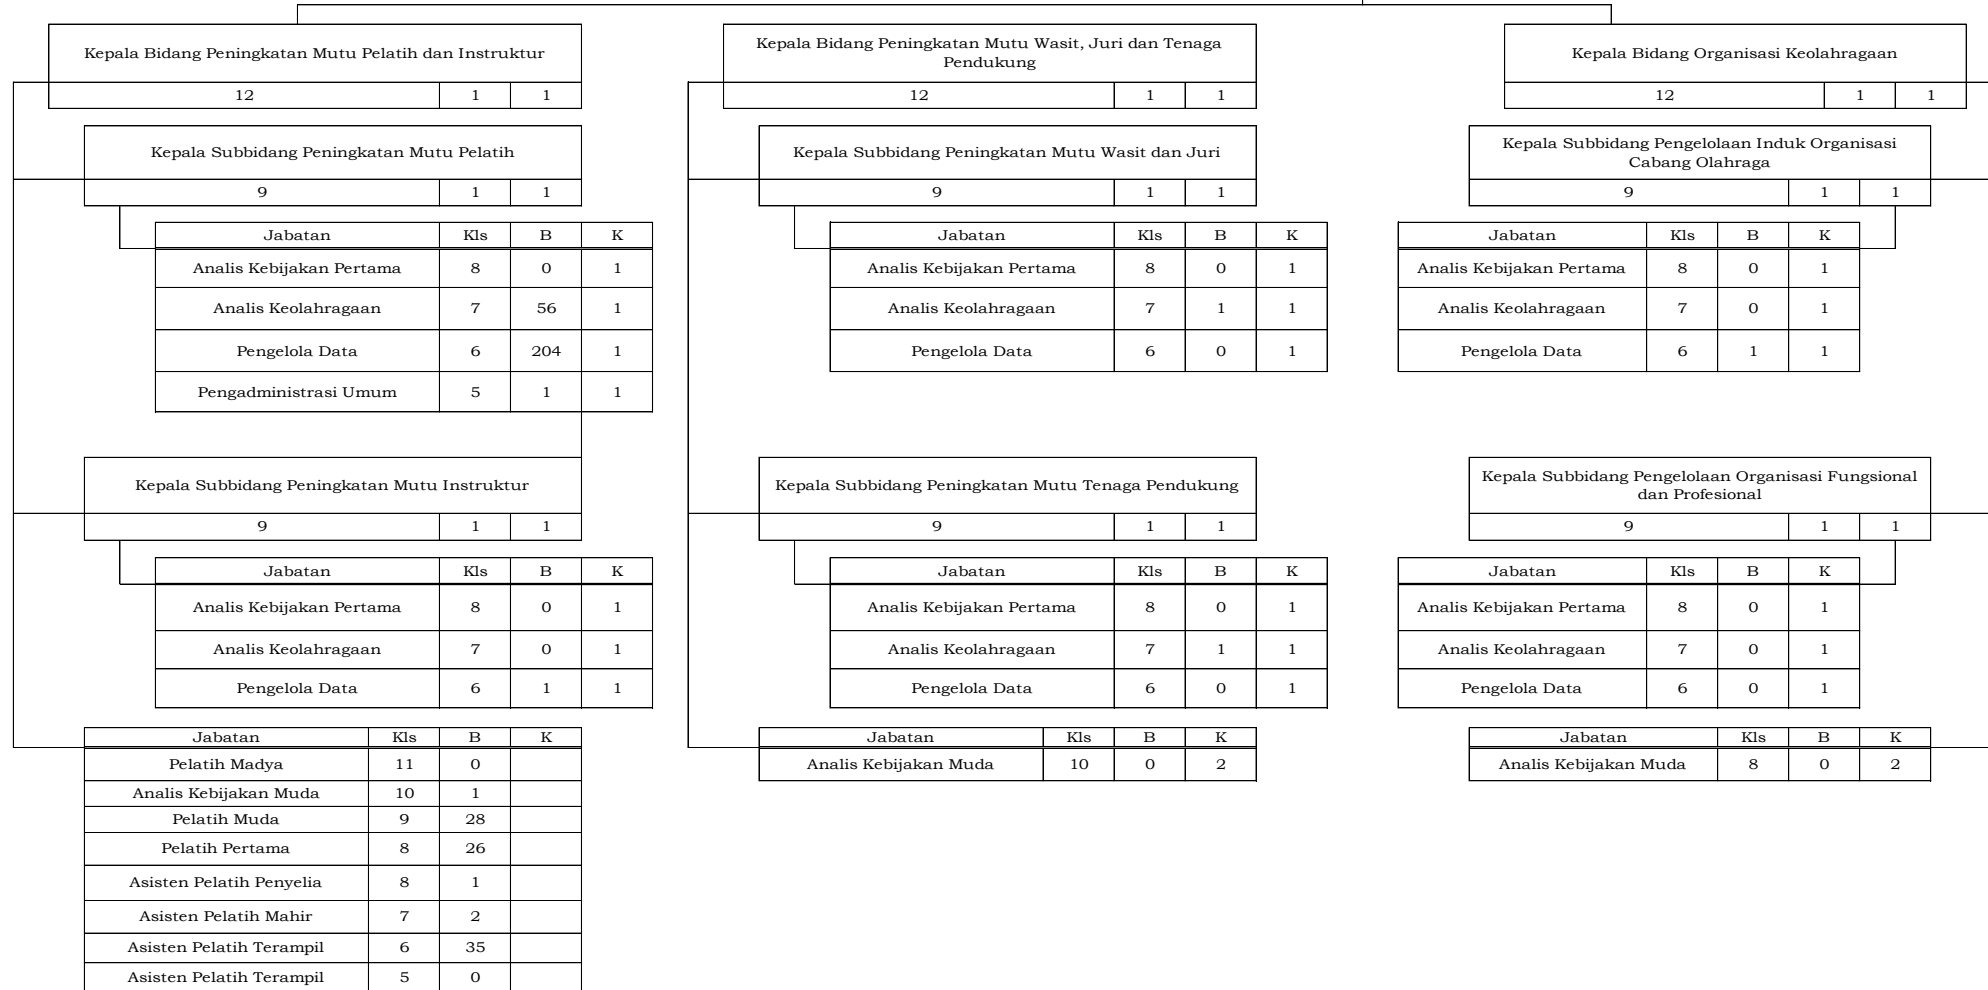 Kepala Bidang Peningkatan Mutu Pelatih dan Instruktur
12 1 1
Kepala Subbidang Peningkatan Mutu Pelatih
9 1 1
Jabatan Kls B K
Analis Kebijakan Pertama 8 0 1
Analis Keolahragaan 7 56 1
Pengelola Data 6 204 1
Pengadministrasi Umum 5 1 1
Kepala Subbidang Peningkatan Mutu Instruktur
9 1 1
Jabatan Kls B K
Analis Kebijakan Pertama 8 0 1
Analis Keolahragaan 7 0 1
Pengelola Data 6 1 1
Jabatan Kls B K
Pelatih Madya 11 0
Analis Kebijakan Muda 10 1
Pelatih Muda 9 28
Pelatih Pertama 8 26
Asisten Pelatih Penyelia 8 1
Asisten Pelatih Mahir 7 2
Asisten Pelatih Terampil 6 35
Asisten Pelatih Terampil 5 0
Kepala Bidang Peningkatan Mutu Wasit, Juri dan Tenaga
Pendukung
12 1 1
Kepala Subbidang Peningkatan Mutu Wasit dan Juri
9 1 1
Jabatan Kls B K
Analis Kebijakan Pertama 8 0 1
Analis Keolahragaan 7 1 1
Pengelola Data 6 0 1
Kepala Subbidang Peningkatan Mutu Tenaga Pendukung
9 1 1
Jabatan Kls B K
Analis Kebijakan Pertama 8 0 1
Analis Keolahragaan 7 1 1
Pengelola Data 6 0 1
Jabatan Kls B K
Analis Kebijakan Muda 10 0 2
Kepala Bidang Organisasi Keolahragaan
12 1 1
Kepala Subbidang Pengelolaan Induk Organisasi
Cabang Olahraga
9 1 1
Jabatan Kls B K
Analis Kebijakan Pertama 8 0 1
Analis Keolahragaan 7 0 1
Pengelola Data 6 1 1
Kepala Subbidang Pengelolaan Organisasi Fungsional
dan Profesional
9 1 1
Jabatan Kls B K
Analis Kebijakan Pertama 8 0 1
Analis Keolahragaan 7 0 1
Pengelola Data 6 0 1
Jabatan Kls B K
Analis Kebijakan Muda 8 0 2